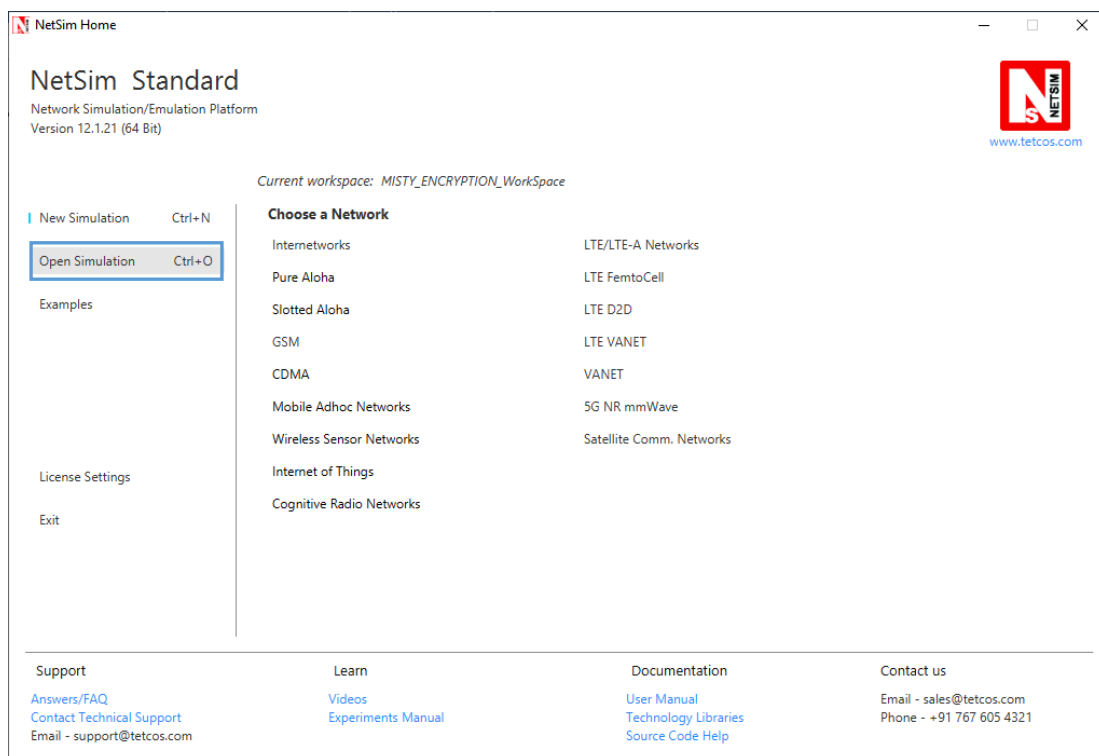 NetSim Home
NetSim Standard
Network Simulation/Emulation Platform
Version 12.1.21 (64 Bit)
NS NETSIM
www.tetcos.com
Current workspace: MISTY_ENCRYPTION_WorkSpace
New Simulation Ctrl+N
Open Simulation Ctrl+O
Examples
License Settings
Exit
Choose a Network
Internetworks
Pure Aloha
Slotted Aloha
GSM
CDMA
Mobile Adhoc Networks
Wireless Sensor Networks
Internet of Things
Cognitive Radio Networks
LTE/LTE-A Networks
LTE FemtoCell
LTE D2D
LTE VANET
VANET
5G NR mmWave
Satellite Comm. Networks
Support
Answers/FAQ
Contact Technical Support
Email - support@tetcos.com
Learn
Videos
Experiments Manual
Documentation
User Manual
Technology Libraries
Source Code Help
Contact us
Email - sales@tetcos.com
Phone - +91 767 605 4321